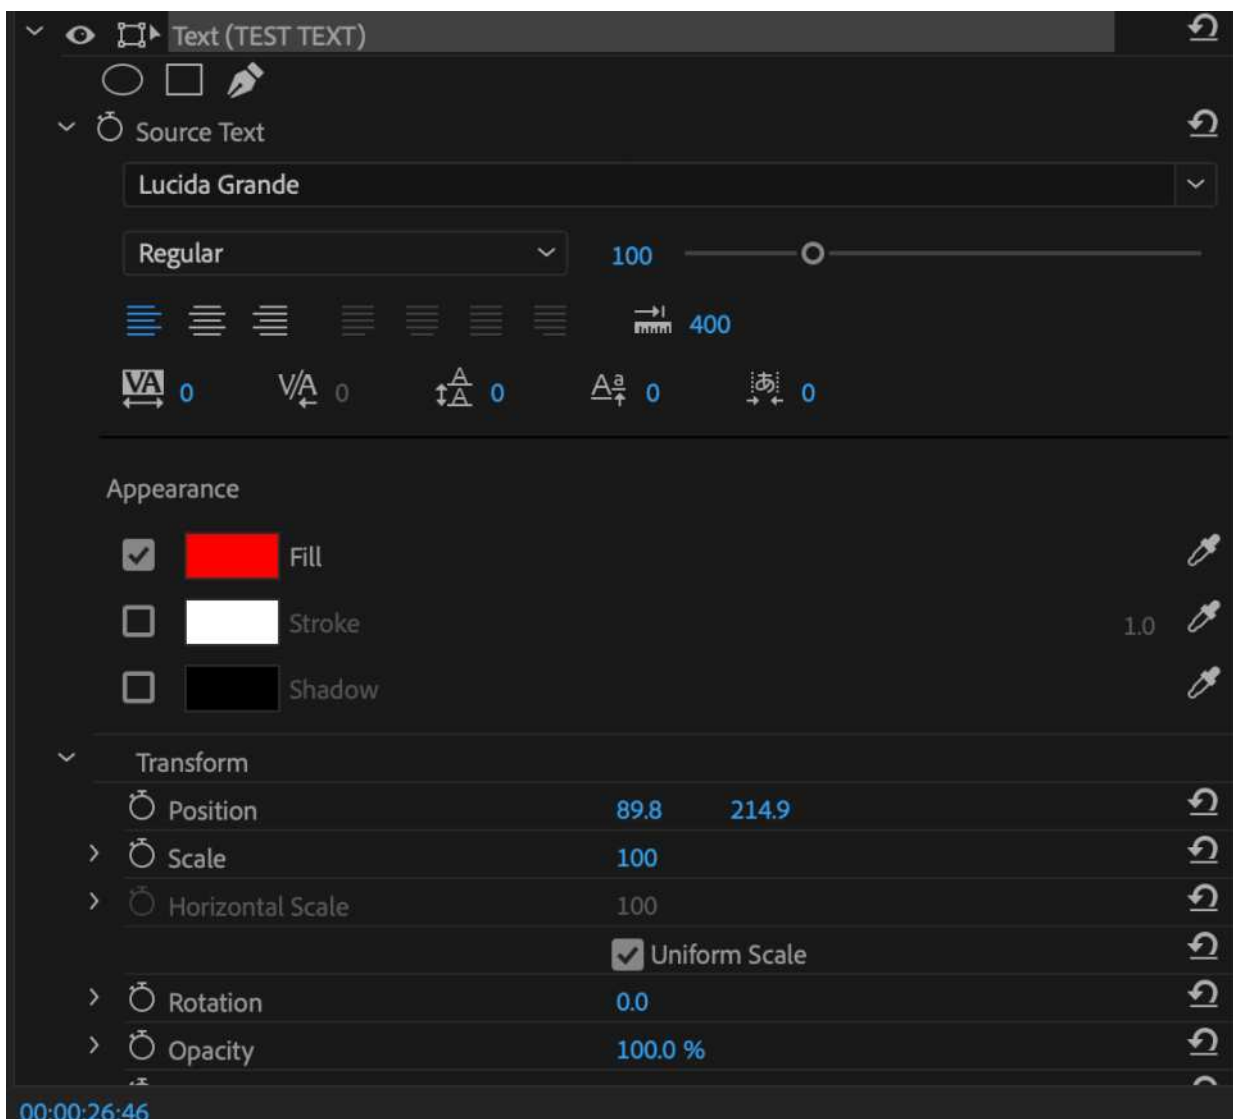 Text (TEST TEXT)
Source Text
Lucida Grande
Regular 100
400
0 0 0 0 0
Appearance
Fill
Stroke 1.0
Shadow
Transform
Position 89.8 214.9
Scale 100
Horizontal Scale 100
Uniform Scale
Rotation 0.0
Opacity 100.0 %
00:00:26:46